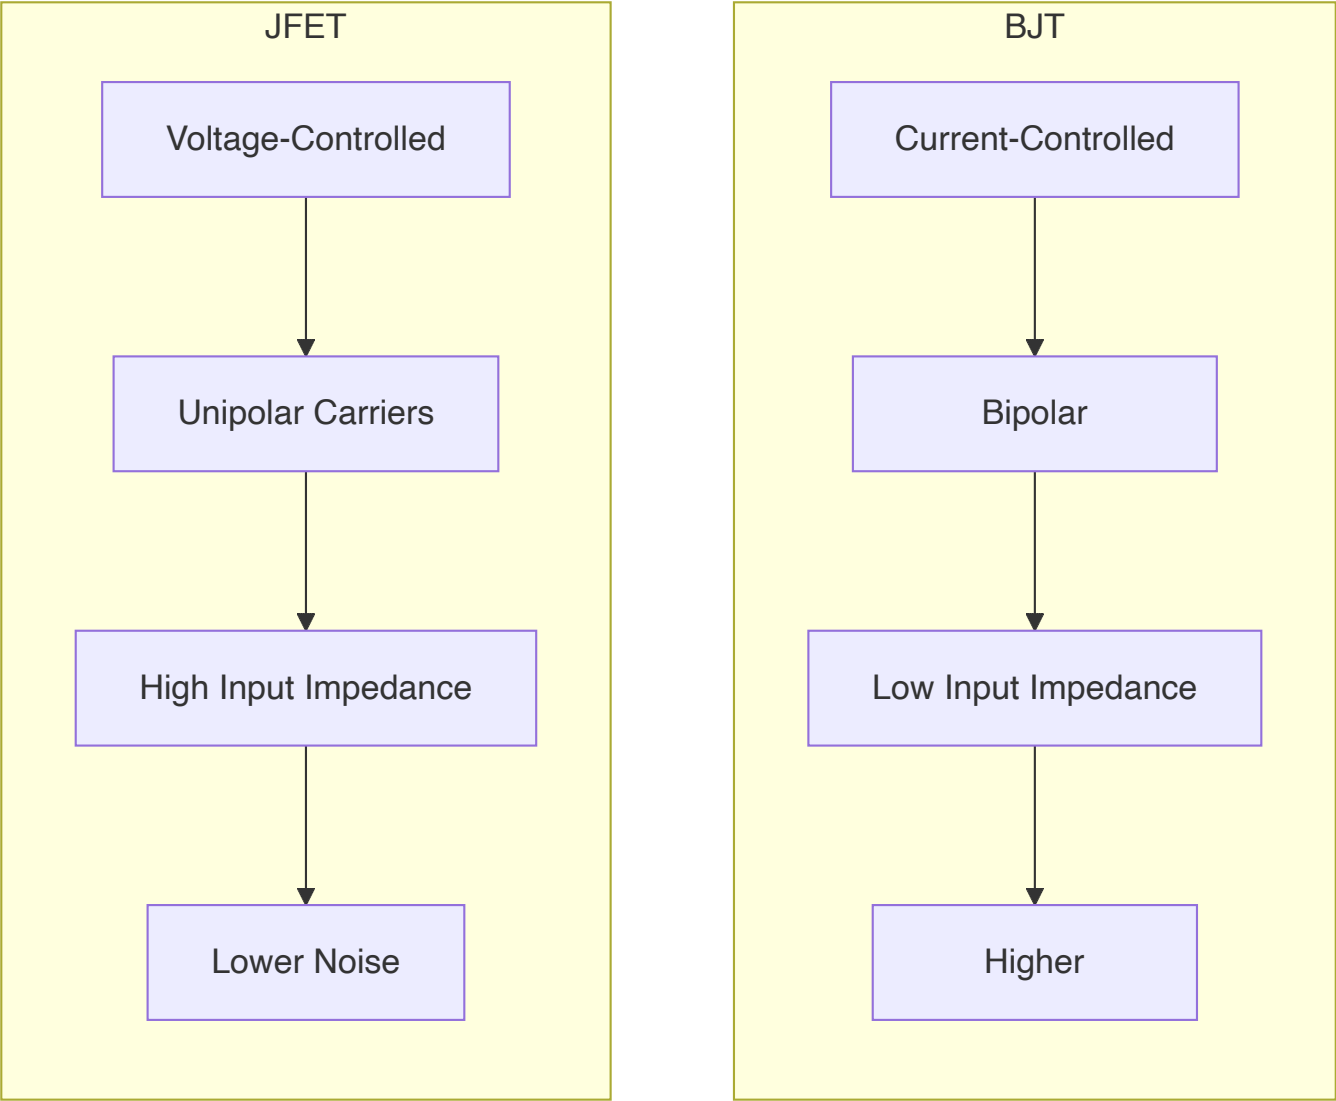 JFET
Voltage-Controlled
Unipolar Carriers
High Input Impedance
Lower Noise
BJT
Current-Controlled
Bipolar
Low Input Impedance
Higher